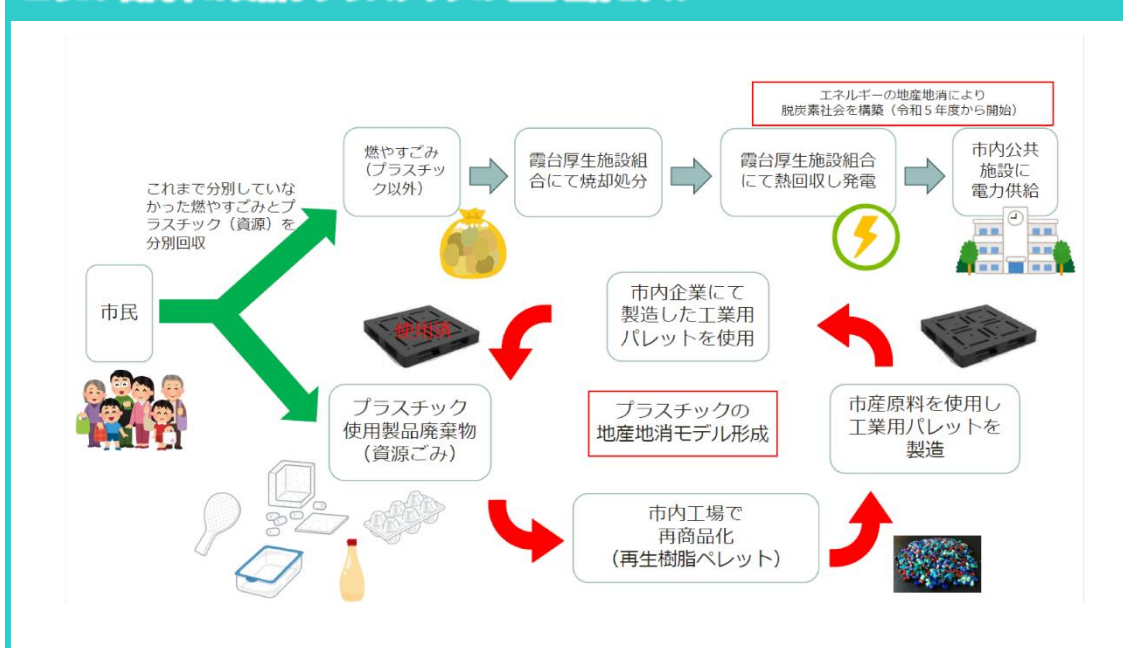 エネルギーの地産地消により
脱炭素社会を構築（令和５年度から開始）
燃やすごみ
（プラスチッ
ク以外）
霞台厚生施設組
合にて焼却処分
霞台厚生施設組合
にて熱回収し発電
市内公共
施設に
電力供給
これまで分別していな
かった燃やすごみとプ
ラスチック（資源）を
分別回収
市民
市内企業にて
製造した工業用
パレットを使用
使用済
プラスチック
使用製品廃棄物
（資源ごみ）
プラスチックの
地産地消モデル形成
市産原料を使用し
工業用パレットを
製造
市内工場で
再商品化
（再生樹脂ペレット）